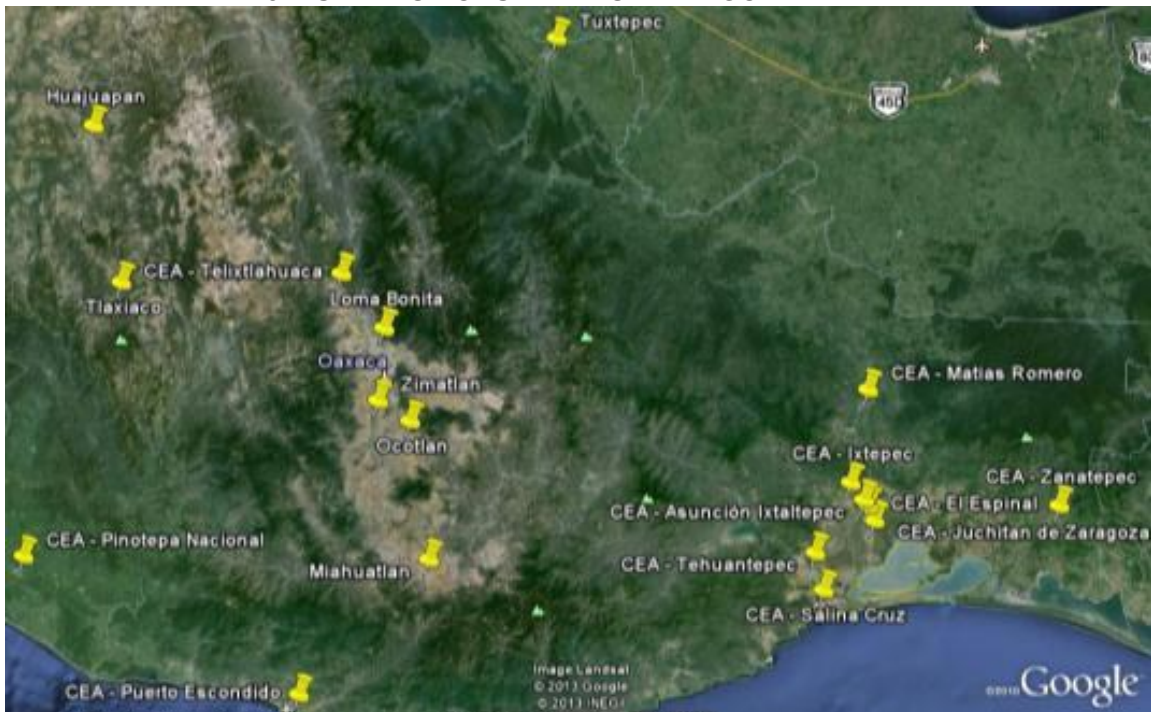 Tuxtepec
Huajuapan
CEA - Telixtlahuaca
Tlaxiaco
Loma Bonita
Oaxaca
Zimatlan
Ocotlan
CEA - Matias Romero
CEA - Ixtepec
CEA - Zanatepec
CEA - El Espinal
CEA - Asunción Ixtaltepec
CEA - Juchitan de Zaragoza
CEA - Pinotepa Nacional
Miahuatlan
CEA - Tehuantepec
CEA - Salina Cruz
CEA - Puerto Escondido
Image Landsat
© 2013 Google
© 2013 INEGI
Google